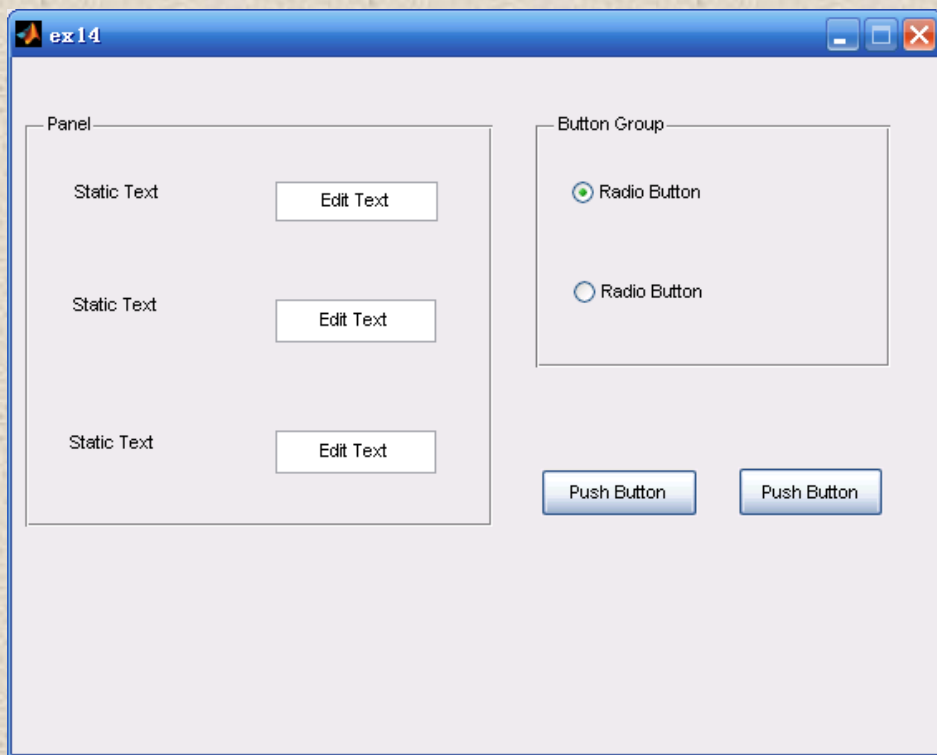 ex14
Panel
Static Text
Edit Text
Static Text
Edit Text
Static Text
Edit Text
Button Group
Radio Button
Radio Button
Push Button
Push Button